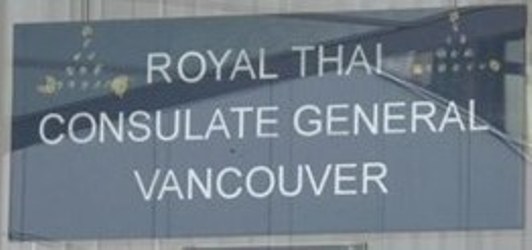 ROYAL THAI
CONSULATE GENERAL
VANCOUVER